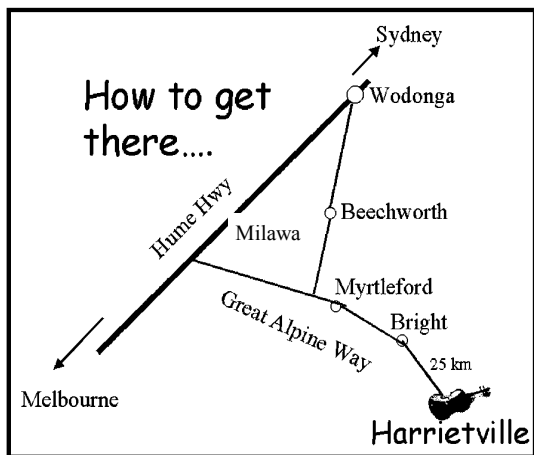 Sydney
How to get
there....
Wodonga
Hume Hwy
Beechworth
Milawa
Myrtleford
Great Alpine Way
Bright
25 km
Melbourne
Harrietville